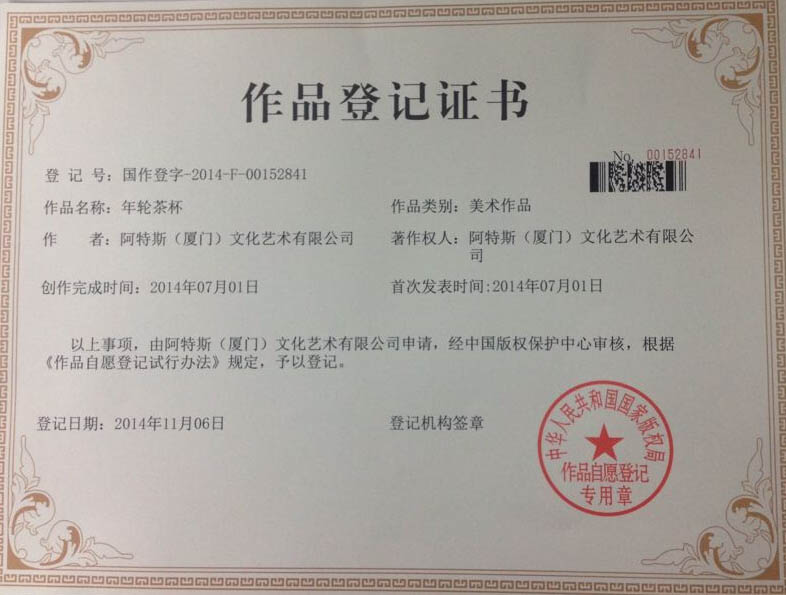 作品登记证书
No. 00152841
登 记 号：国作登字-2014-F-00152841
作品名称：年轮茶杯
作品类别：美术作品
作 者：阿特斯（厦门）文化艺术有限公司
著作权人：阿特斯（厦门）文化艺术有限公
司
创作完成时间：2014年07月01日
首次发表时间:2014年07月01日
以上事项，由阿特斯（厦门）文化艺术有限公司申请，经中国版权保护中心审核，根据
《作品自愿登记试行办法》规定，予以登记。
登记日期：2014年11月06日
登记机构签章
中华人民共和国国家版权局
作品自愿登记
专用章